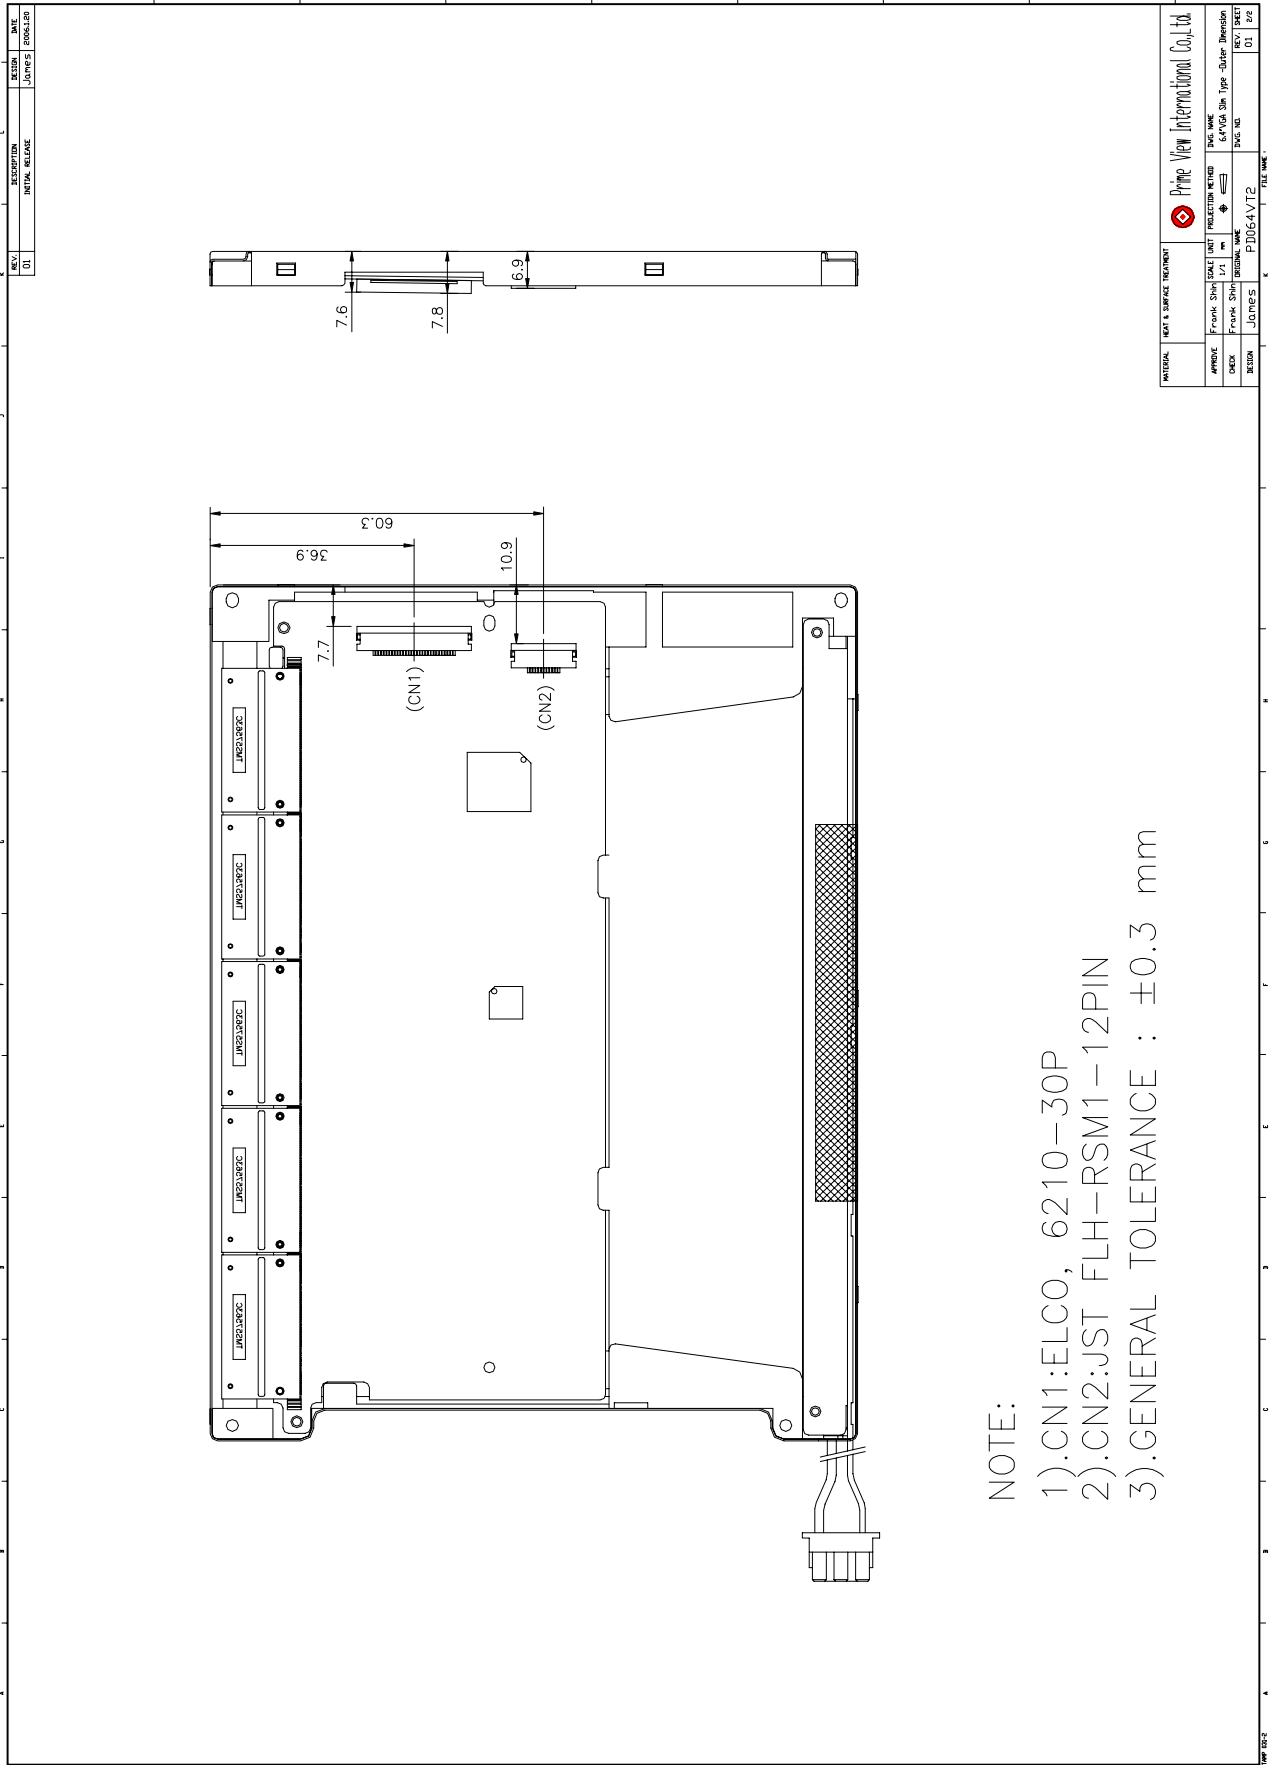 REV.
DESCRIPTION
DESIGN
DATE
01
INITIAL RELEASE
James
2006.1.20
7.6
7.8
6.9
36.9
60.3
7.7
10.9
(CN1)
(CN2)
NOTE:
1).CN1:ELCO, 6210-30P
2).CN2:JST FLH-RSM1-12PIN
3).GENERAL TOLERANCE : ±0.3 mm
MATERIAL
HEAT & SURFACE TREATMENT
Prime View International Co.,Ltd.
APPROVE
Frank Shin
SCALE
1/1
UNIT
mm
PROJECTION METHOD
DWG. NAME
6.4"VGA Slim Type -Outer Dimension
CHECK
Frank Shin
DESIGN
James
ORIGINAL NAME
PD064VT2
DWG. NO.
REV.
01
SHEET
2/2
FILE NAME :